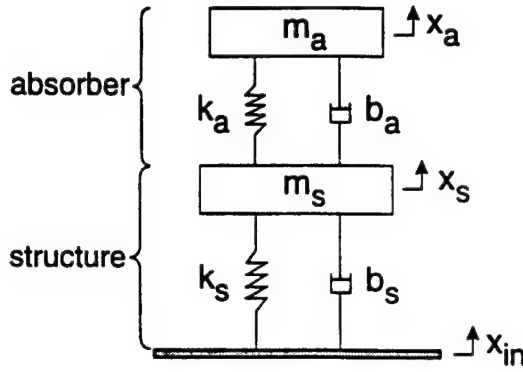 m_a
x_a
absorber
k_a
b_a
m_s
x_s
structure
k_s
b_s
x_in